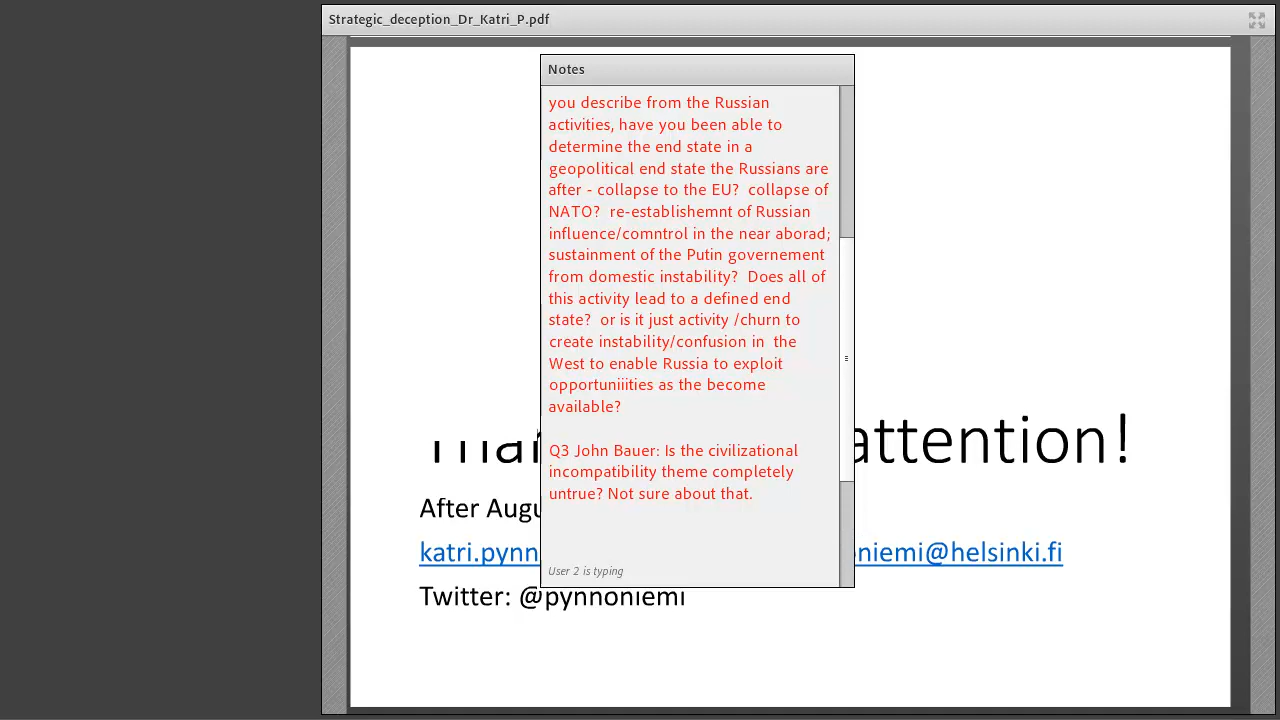 Strategic_deception_Dr_Katri_P.pdf
Notes
you describe from the Russian
activities, have you been able to
determine the end state in a
geopolitical end state the Russians are
after - collapse to the EU?  collapse of
NATO?  re-establishemnt of Russian
influence/comntrol in the near aborad;
sustainment of the Putin governement
from domestic instability?  Does all of
this activity lead to a defined end
state?  or is it just activity /churn to
create instability/confusion in  the
West to enable Russia to exploit
opportuniiities as the become
available?
Q3 John Bauer: Is the civilizational
incompatibility theme completely
untrue? Not sure about that.
User 2 is typing
attention!
After
katri.pynn
niemi@helsinki.fi
Twitter: @pynnoniemi